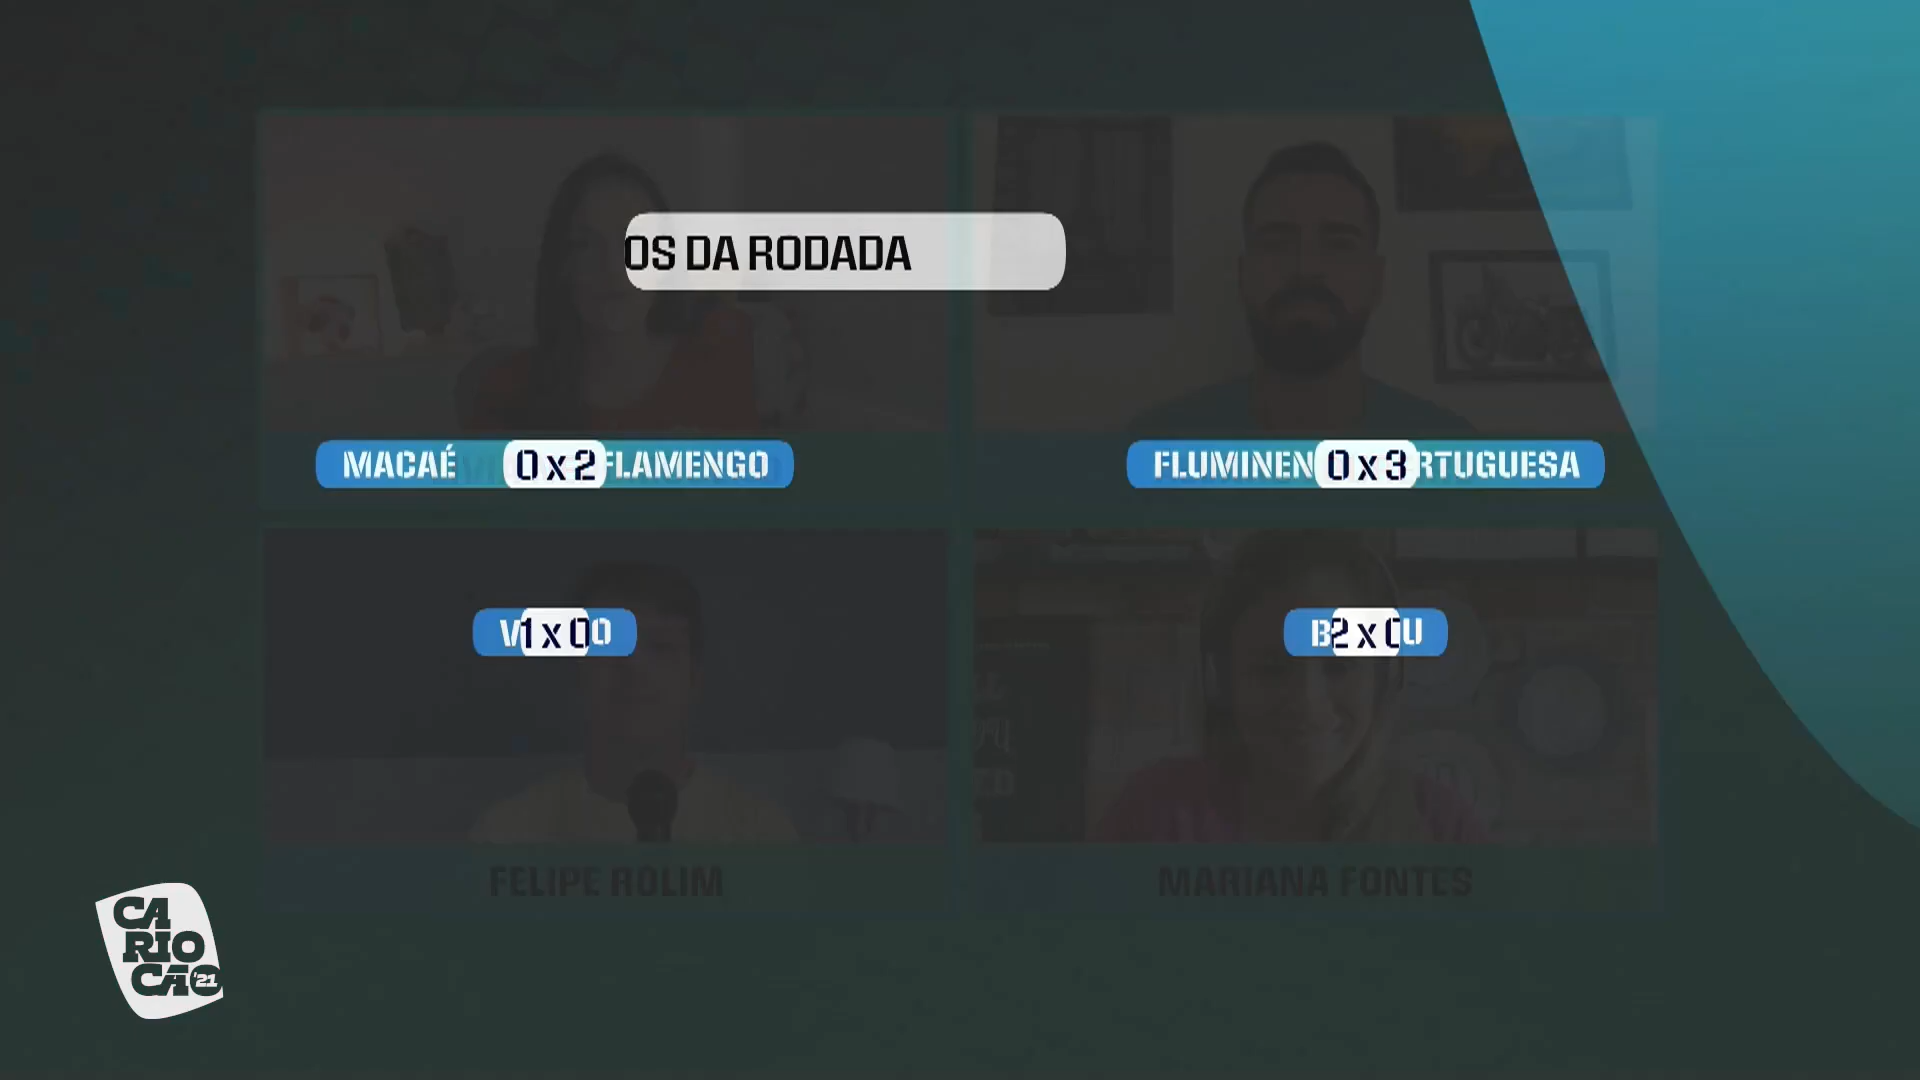 OS DA RODADA
MACAÉ 0 x 2 FLAMENGO
FLUMINEN 0 x 3 RTUGUESA
V 1 x 0 O
B 2 x 0 U
FELIPE ROLIM
MARIANA FONTES
CA
RIO
CAO '21